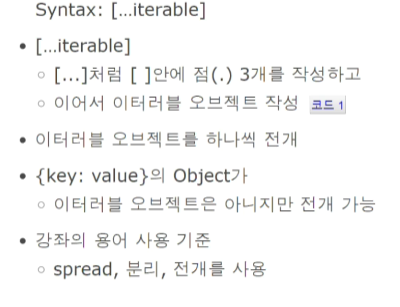 Syntax: […iterable]
• […iterable]
◦ […]처럼 [ ]안에 점(.) 3개를 작성하고
◦ 이어서 이터러블 오브젝트 작성 코드 1
• 이터러블 오브젝트를 하나씩 전개
• {key: value}의 Object가
◦ 이터러블 오브젝트은 아니지만 전개 가능
• 강좌의 용어 사용 기준
◦ spread, 분리, 전개를 사용